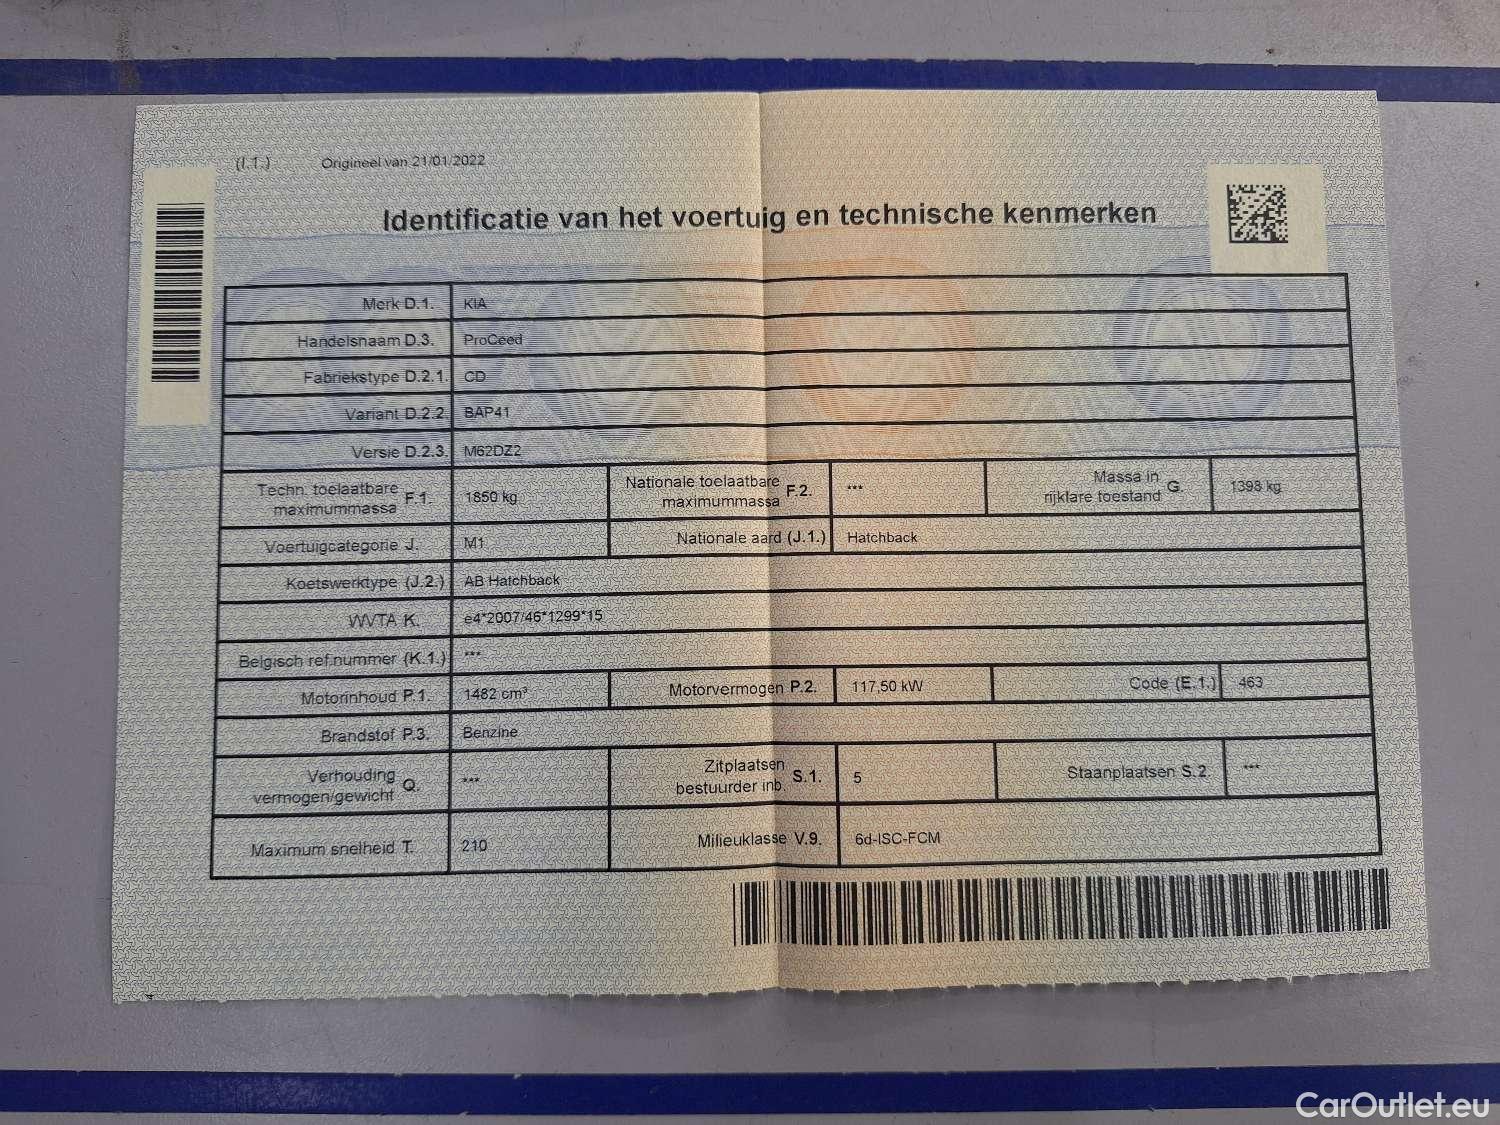 (I.1.) Origineel van 21/01/2022
Identificatie van het voertuig en technische kenmerken
Merk D.1. KIA
Handelsnaam D.3. ProCeed
Fabriekstype D.2.1. CD
Variant D.2.2. BAP41
Versie D.2.3. M62DZ2
Techn. toelaatbare maximummassa F.1. 1850 kg Nationale toelaatbare maximummassa F.2. *** Massa in rijklare toestand G. 1398 kg
Voertuigcategorie J. M1 Nationale aard (J.1.) Hatchback
Koetswerktype (J.2.) AB Hatchback
WVTA K. e4*2007/46*1299*15
Belgisch ref.nummer (K.1.) ***
Motorinhoud P.1. 1482 cm³ Motorvermogen P.2. 117,50 kW Code (E.1.) 463
Brandstof P.3. Benzine
Verhouding vermogen/gewicht Q. *** Zitplaatsen bestuurder inb. S.1. 5 Staanplaatsen S.2. ***
Maximum snelheid T. 210 Milieuklasse V.9. 6d-ISC-FCM
CarOutlet.eu